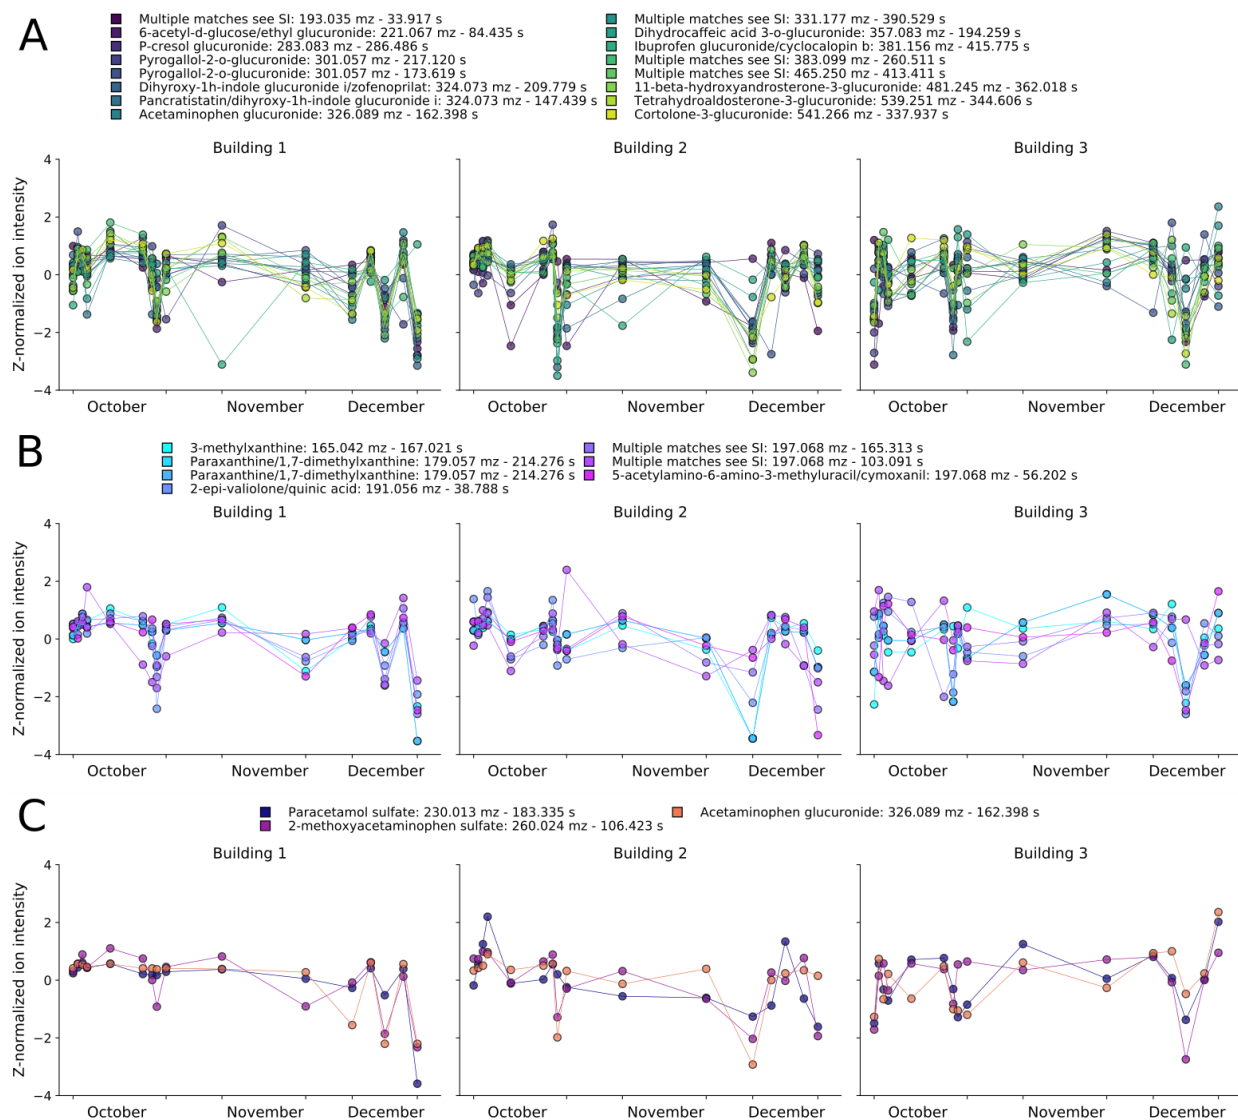 A
Multiple matches see SI: 193.035 mz - 33.917 s
6-acetyl-d-glucose/ethyl glucuronide: 221.067 mz - 84.435 s
P-cresol glucuronide: 283.083 mz - 286.486 s
Pyrogallol-2-o-glucuronide: 301.057 mz - 217.120 s
Pyrogallol-2-o-glucuronide: 301.057 mz - 173.619 s
Dihyroxy-1h-indole glucuronide i/zofenoprilat: 324.073 mz - 209.779 s
Pancratistatin/dihyroxy-1h-indole glucuronide i: 324.073 mz - 147.439 s
Acetaminophen glucuronide: 326.089 mz - 162.398 s
Multiple matches see SI: 331.177 mz - 390.529 s
Dihydrocaffeic acid 3-o-glucuronide: 357.083 mz - 194.259 s
Ibuprofen glucuronide/cyclocalopin b: 381.156 mz - 415.775 s
Multiple matches see SI: 383.099 mz - 260.511 s
Multiple matches see SI: 465.250 mz - 413.411 s
11-beta-hydroxyandrosterone-3-glucuronide: 481.245 mz - 362.018 s
Tetrahydroaldosterone-3-glucuronide: 539.251 mz - 344.606 s
Cortolone-3-glucuronide: 541.266 mz - 337.937 s
Building 1 Building 2 Building 3
Z-normalized ion intensity
4
2
0
−2
−4
October November December October November December October November December
B
3-methylxanthine: 165.042 mz - 167.021 s
Paraxanthine/1,7-dimethylxanthine: 179.057 mz - 214.276 s
Paraxanthine/1,7-dimethylxanthine: 179.057 mz - 214.276 s
2-epi-valiolone/quinic acid: 191.056 mz - 38.788 s
Multiple matches see SI: 197.068 mz - 165.313 s
Multiple matches see SI: 197.068 mz - 103.091 s
5-acetylamino-6-amino-3-methyluracil/cymoxanil: 197.068 mz - 56.202 s
Building 1 Building 2 Building 3
Z-normalized ion intensity
4
2
0
−2
−4
October November December October November December October November December
C
Paracetamol sulfate: 230.013 mz - 183.335 s
2-methoxyacetaminophen sulfate: 260.024 mz - 106.423 s
Acetaminophen glucuronide: 326.089 mz - 162.398 s
Building 1 Building 2 Building 3
Z-normalized ion intensity
4
2
0
−2
−4
October November December October November December October November December